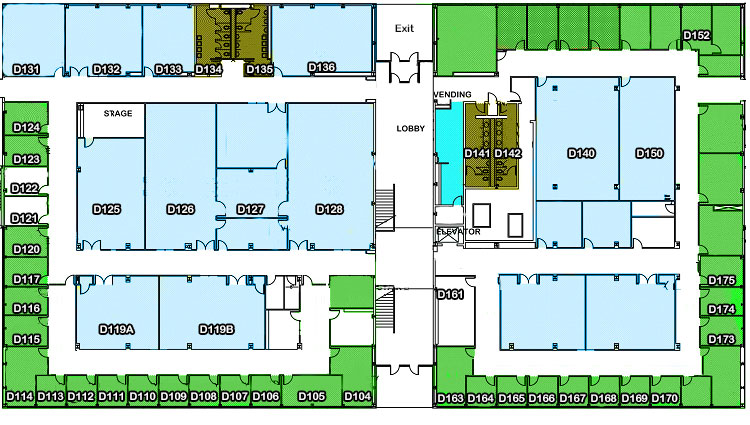 Exit
D152
D131
D132
D133
D134
D135
D136
VENDING
STAGE
LOBBY
D124
D123
D122
D121
D120
D117
D116
D115
D141
D142
D140
D150
D125
D126
D127
D128
ELEVATOR
D161
D175
D174
D173
D119A
D119B
D114
D113
D112
D111
D110
D109
D108
D107
D106
D105
D104
D163
D164
D165
D166
D167
D168
D169
D170